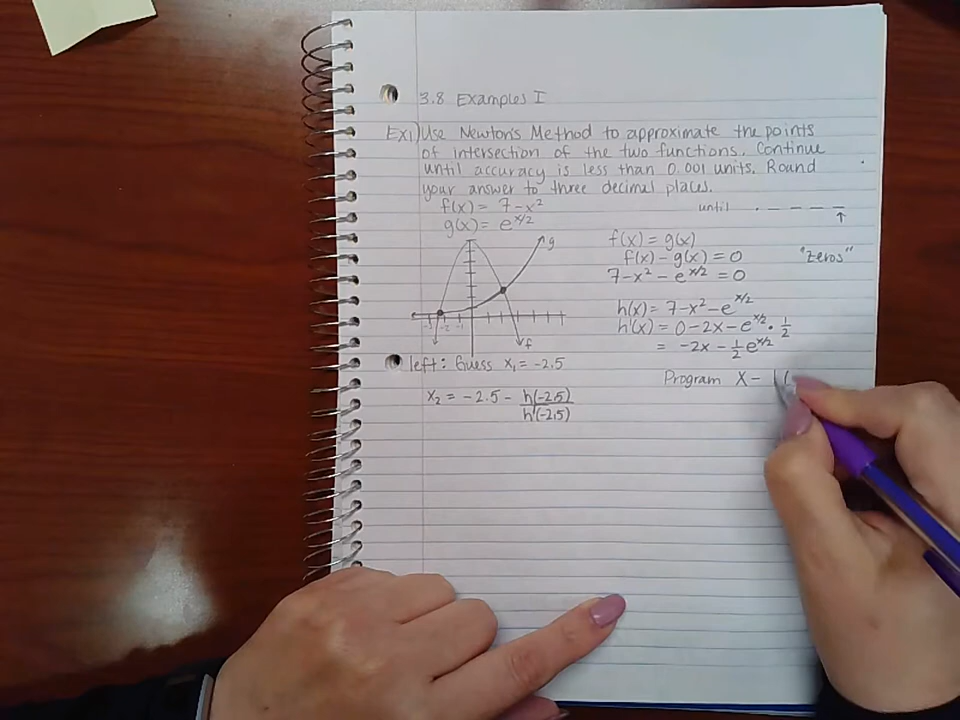 3.8 Examples I
Ex1) Use Newton's Method to approximate the points
of intersection of the two functions. Continue
until accuracy is less than 0.001 units. Round
your answer to three decimal places.
f(x) = 7 - x²
g(x) = e^(x/2)
until . _ _ _ _ _
↑
f(x) = g(x)
f(x) - g(x) = 0
"Zeros"
7 - x² - e^(x/2) = 0
g
-3 -2 -1
f
h(x) = 7 - x² - e^(x/2)
h'(x) = 0 - 2x - e^(x/2) · 1/2
= -2x - 1/2 e^(x/2)
left: Guess x₁ = -2.5
x₂ = -2.5 - h(-2.5)/h'(-2.5)
Program X -